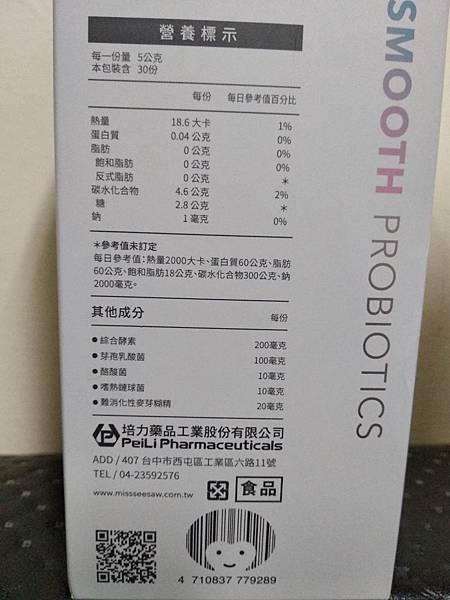 營養標示
每一份量 5公克
本包裝含 30份
每份 每日參考值百分比
熱量 18.6 大卡 1%
蛋白質 0.04 公克 0%
脂肪 0 公克 0%
飽和脂肪 0 公克 0%
反式脂肪 0 公克 *
碳水化合物 4.6 公克 2%
糖 2.8 公克 *
鈉 1 毫克 0%
*參考值未訂定
每日參考值:熱量2000大卡、蛋白質60公克、脂肪
60公克、飽和脂肪18公克、碳水化合物300公克、鈉
2000毫克。
其他成分 每份
• 綜合酵素 200毫克
• 芽孢乳酸菌 100毫克
• 酪酸菌 10毫克
• 嗜熱鏈球菌 10毫克
• 難消化性麥芽糊精 20毫克
培力藥品工業股份有限公司
PeiLi Pharmaceuticals
ADD / 407 台中市西屯區工業區六路11號
TEL / 04-23592576
www.missseesaw.com.tw
食品
4 710837 779289
SMOOTH PROBIOTICS